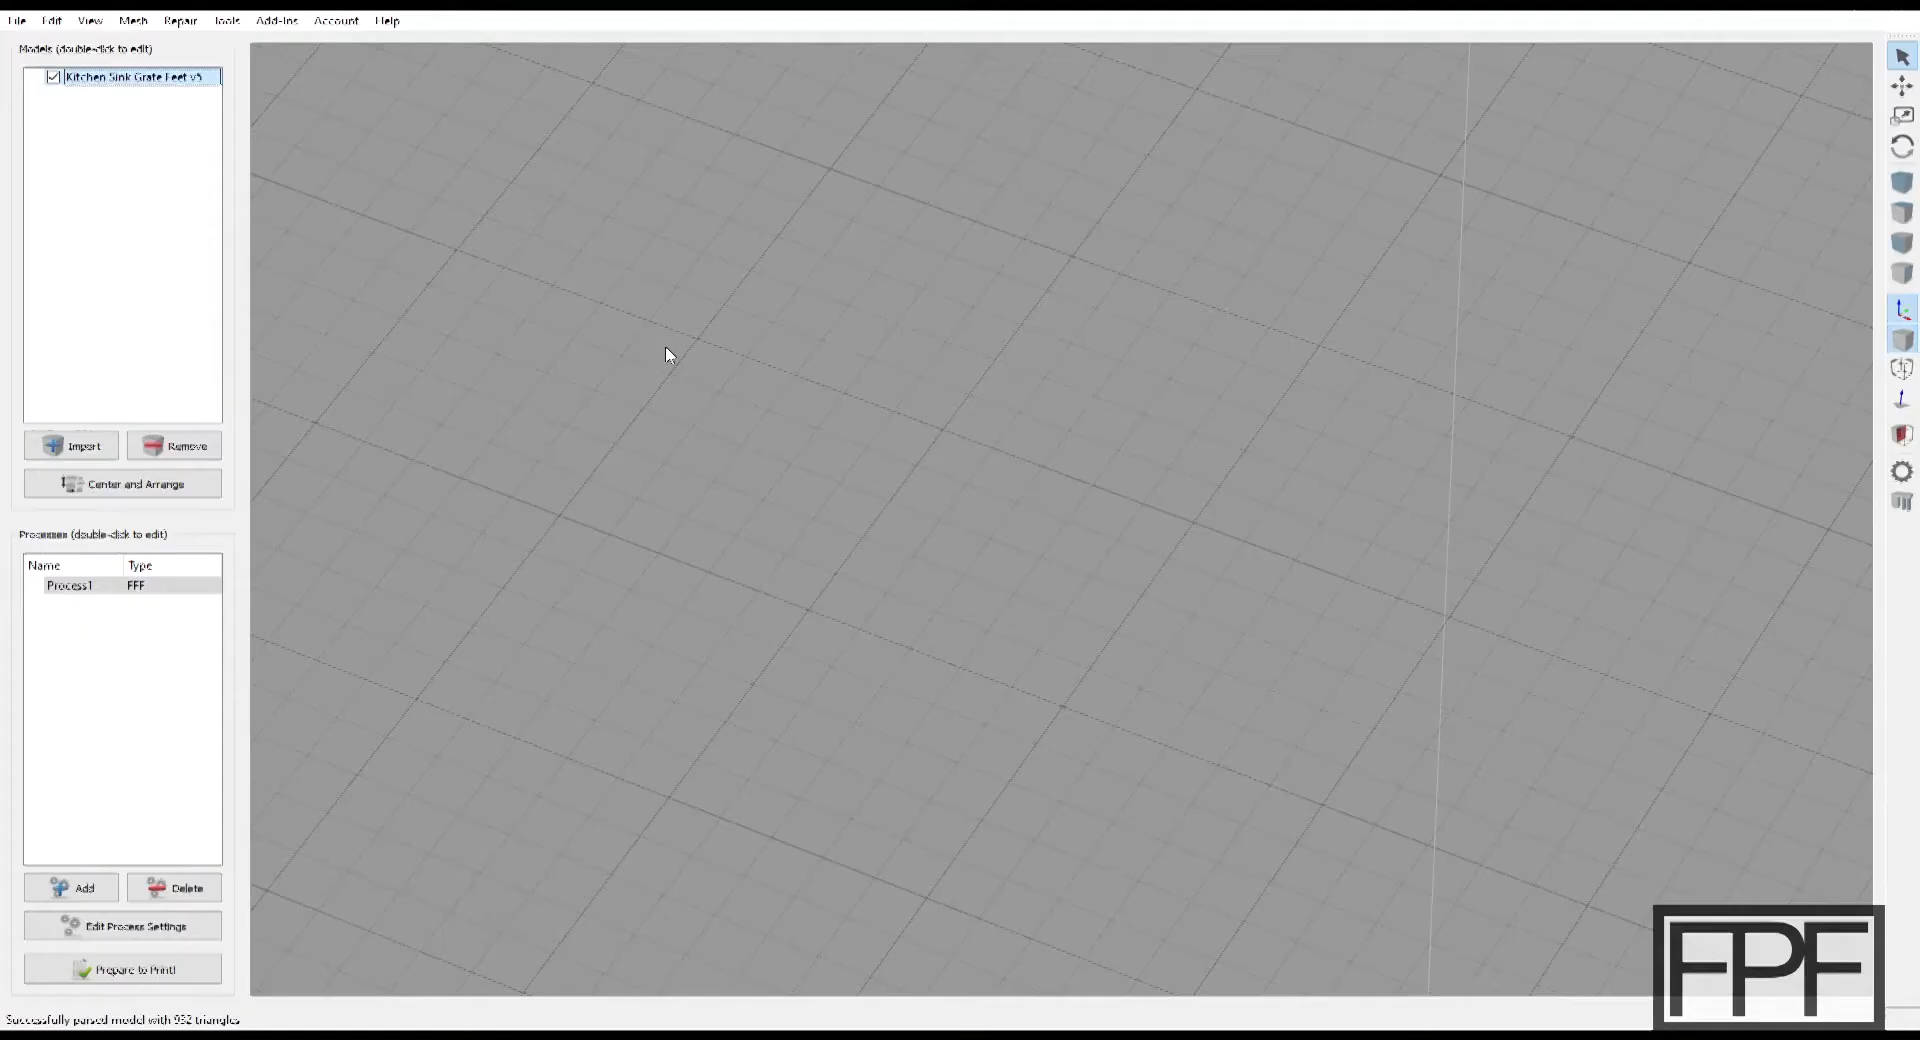 File Edit View Mesh Repair Tools Add-Ins Account Help
Models (double-click to edit)
Kitchen Sink Grate Feet v5
Import Remove
Center and Arrange
Processes (double-click to edit)
Name Type
Process1 FFF
Add Delete
Edit Process Settings
Prepare to Print!
FPF
Successfully parsed model with 932 triangles